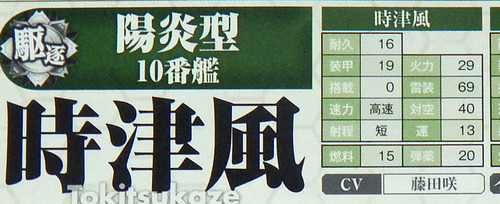 駆逐
陽炎型
10番艦
時津風
Tokitsukaze
時津風
耐久 16
装甲 19 火力 29
搭載 0 雷装 69
速力 高速 対空 40
射程 短 運 13
燃料 15 弾薬 20
CV 藤田咲